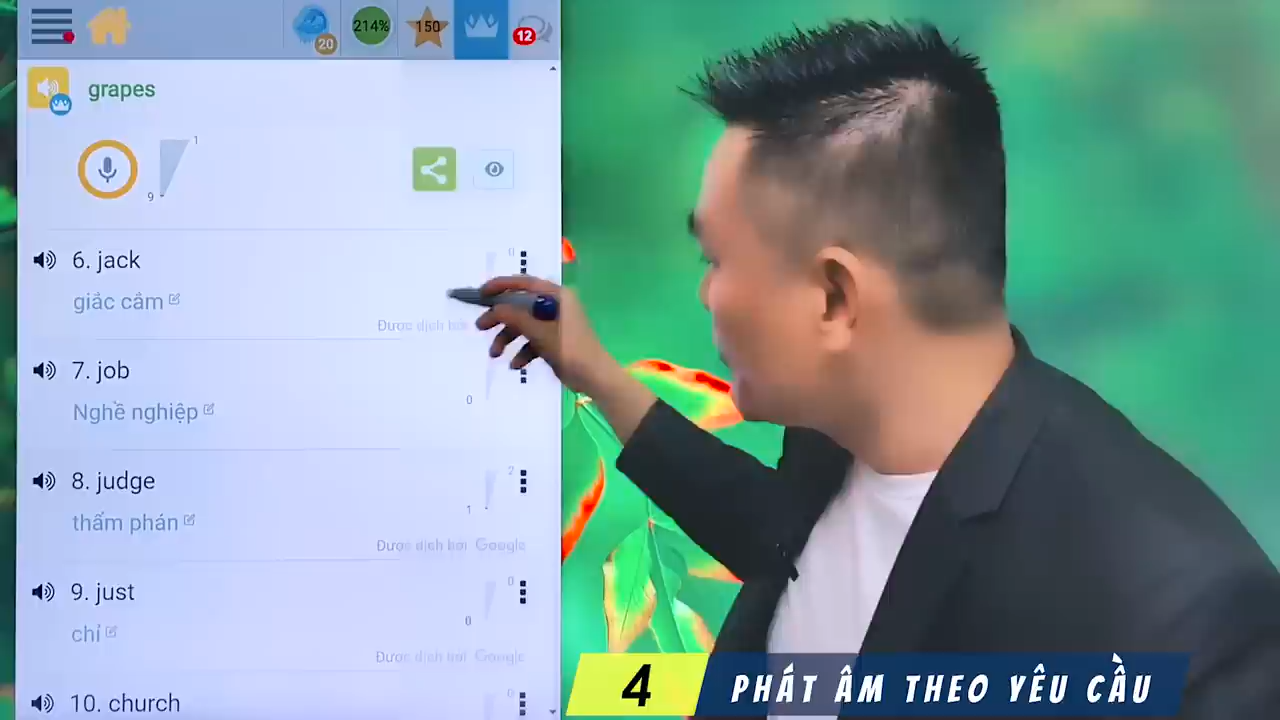 20
214%
150
12
grapes
1
9
6. jack
0
giắc cắm
Được dịch bởi
7. job
0
Nghề nghiệp
8. judge
2
1
thẩm phán
Được dịch bởi Google
9. just
0
0
chỉ
Được dịch bởi Google
10. church
0
4 PHÁT ÂM THEO YÊU CẦU